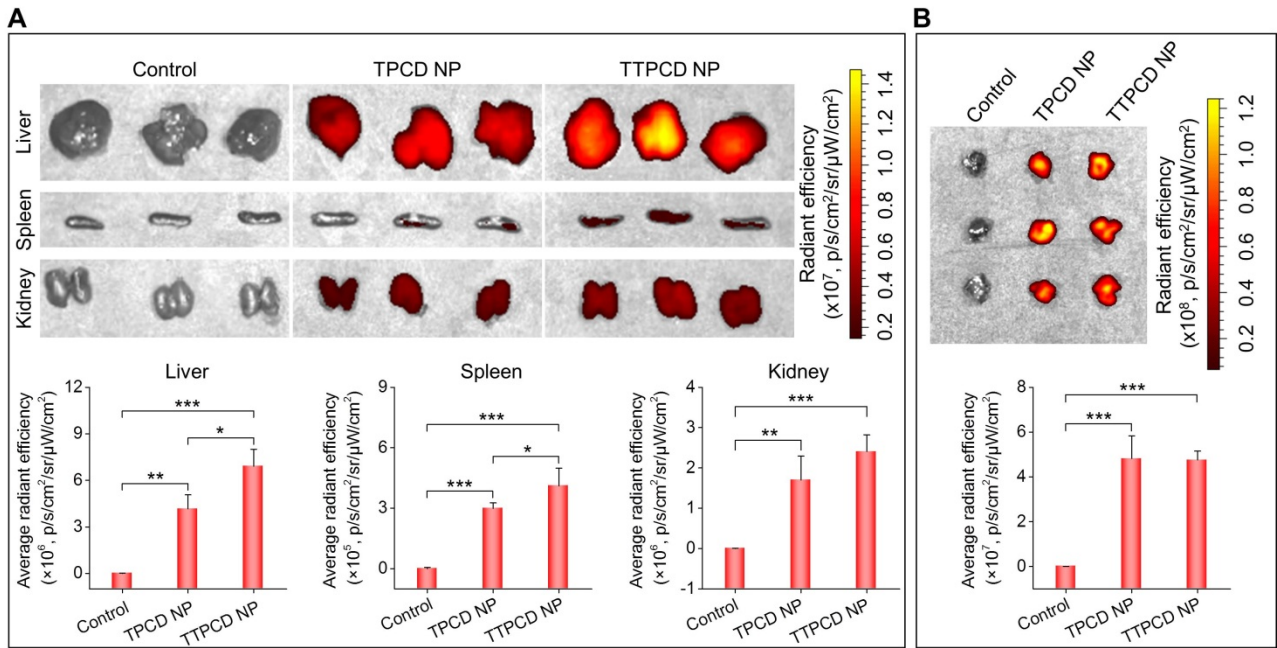 A
Control
TPCD NP
TTPCD NP
Liver
Spleen
Kidney
1.4
1.2
1.0
0.8
0.6
0.4
0.2
Radiant efficiency
(x10⁷, p/s/cm²/sr/μW/cm²)
Liver
Average radiant efficiency
(×10⁶, p/s/cm²/sr/μW/cm²)
12
9
6
3
0
***
*
**
Control
TPCD NP
TTPCD NP
Spleen
Average radiant efficiency
(×10⁵, p/s/cm²/sr/μW/cm²)
9
6
3
0
***
*
***
Control
TPCD NP
TTPCD NP
Kidney
Average radiant efficiency
(×10⁶, p/s/cm²/sr/μW/cm²)
4
3
2
1
0
-1
***
**
Control
TPCD NP
TTPCD NP
B
Control
TPCD NP
TTPCD NP
1.2
1.0
0.8
0.6
0.4
0.2
Radiant efficiency
(x10⁸, p/s/cm²/sr/μW/cm²)
Average radiant efficiency
(×10⁷, p/s/cm²/sr/μW/cm²)
8
6
4
2
0
***
***
Control
TPCD NP
TTPCD NP